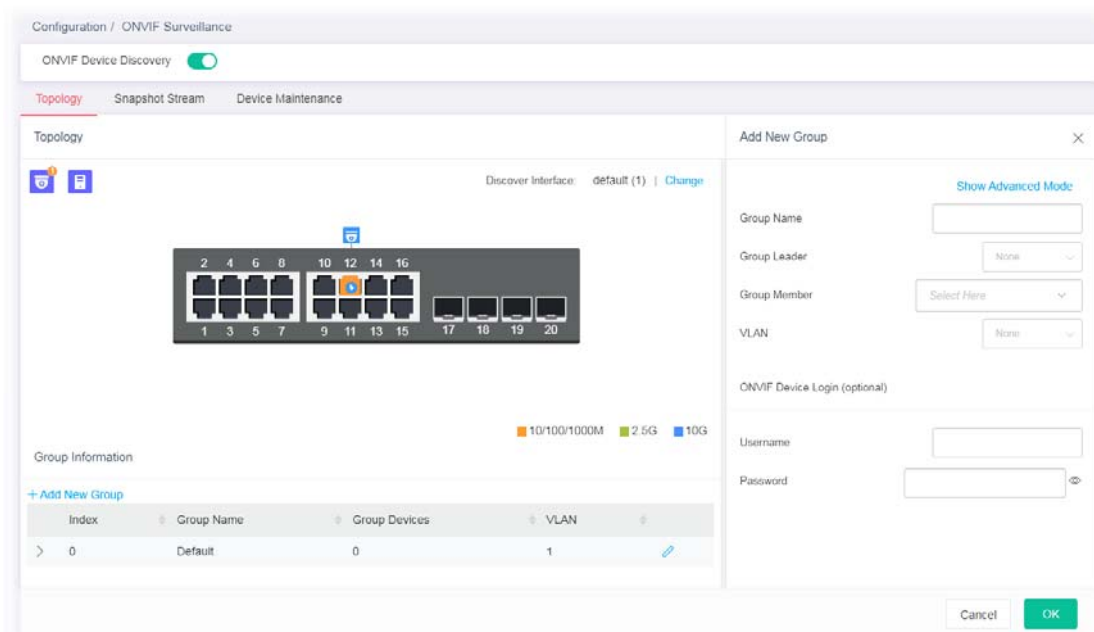 Configuration / ONVIF Surveillance
ONVIF Device Discovery
Topology Snapshot Stream Device Maintenance
Topology
1
Discover Interface: default (1) | Change
2 4 6 8 10 12 14 16
1 3 5 7 9 11 13 15 17 18 19 20
10/100/1000M 2.5G 10G
Group Information
+ Add New Group
Index Group Name Group Devices VLAN
0 Default 0 1
Add New Group
Show Advanced Mode
Group Name
Group Leader None
Group Member Select Here
VLAN None
ONVIF Device Login (optional)
Username
Password
Cancel OK